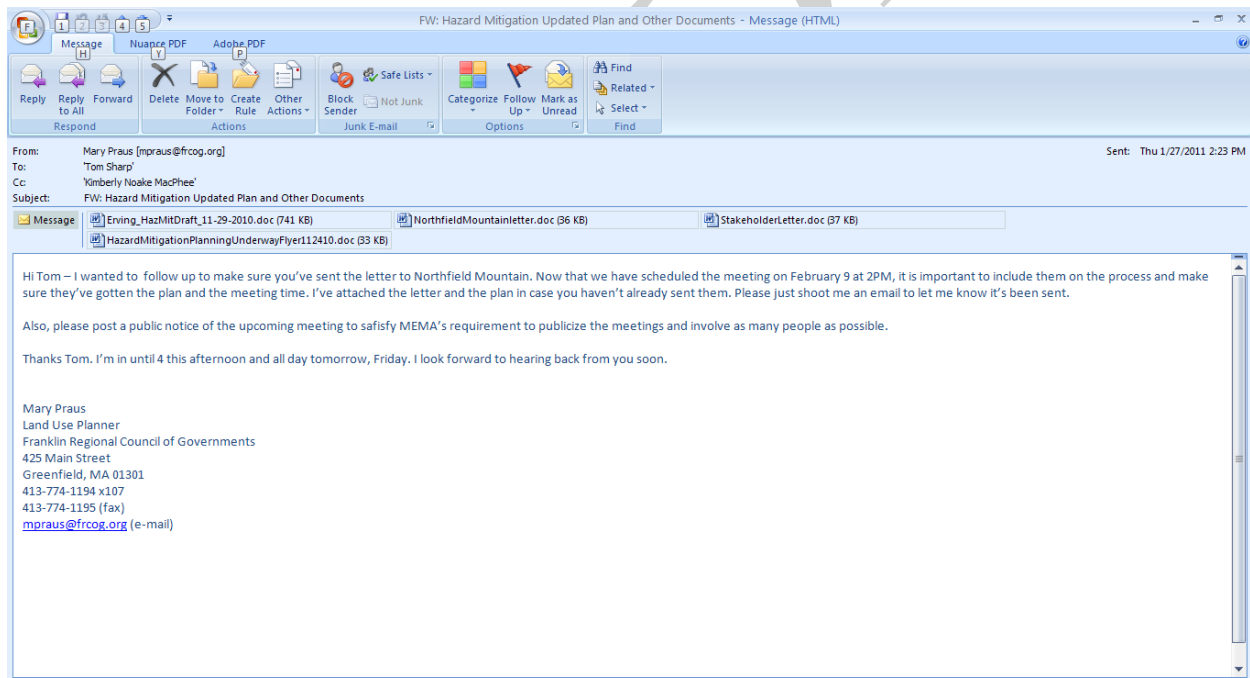 FW: Hazard Mitigation Updated Plan and Other Documents - Message (HTML)
F 1 2 3 4 5
Message Nuance PDF Adobe PDF
H Y P
Reply
Reply to All
Forward
Respond
Delete
Move to Folder
Create Rule
Other Actions
Actions
Block Sender
Safe Lists
Not Junk
Junk E-mail
Categorize
Follow Up
Mark as Unread
Options
Find
Related
Select
Find
From: Mary Praus [mpraus@frcog.org]
Sent: Thu 1/27/2011 2:23 PM
To: 'Tom Sharp'
Cc: 'Kimberly Noake MacPhee'
Subject: FW: Hazard Mitigation Updated Plan and Other Documents
Message Erving_HazMitDraft_11-29-2010.doc (741 KB) NorthfieldMountainletter.doc (36 KB) StakeholderLetter.doc (37 KB)
HazardMitigationPlanningUnderwayFlyer112410.doc (33 KB)
Hi Tom – I wanted to follow up to make sure you've sent the letter to Northfield Mountain. Now that we have scheduled the meeting on February 9 at 2PM, it is important to include them on the process and make
sure they've gotten the plan and the meeting time. I've attached the letter and the plan in case you haven't already sent them. Please just shoot me an email to let me know it's been sent.
Also, please post a public notice of the upcoming meeting to safisfy MEMA's requirement to publicize the meetings and involve as many people as possible.
Thanks Tom. I'm in until 4 this afternoon and all day tomorrow, Friday. I look forward to hearing back from you soon.
Mary Praus
Land Use Planner
Franklin Regional Council of Governments
425 Main Street
Greenfield, MA 01301
413-774-1194 x107
413-774-1195 (fax)
mpraus@frcog.org (e-mail)